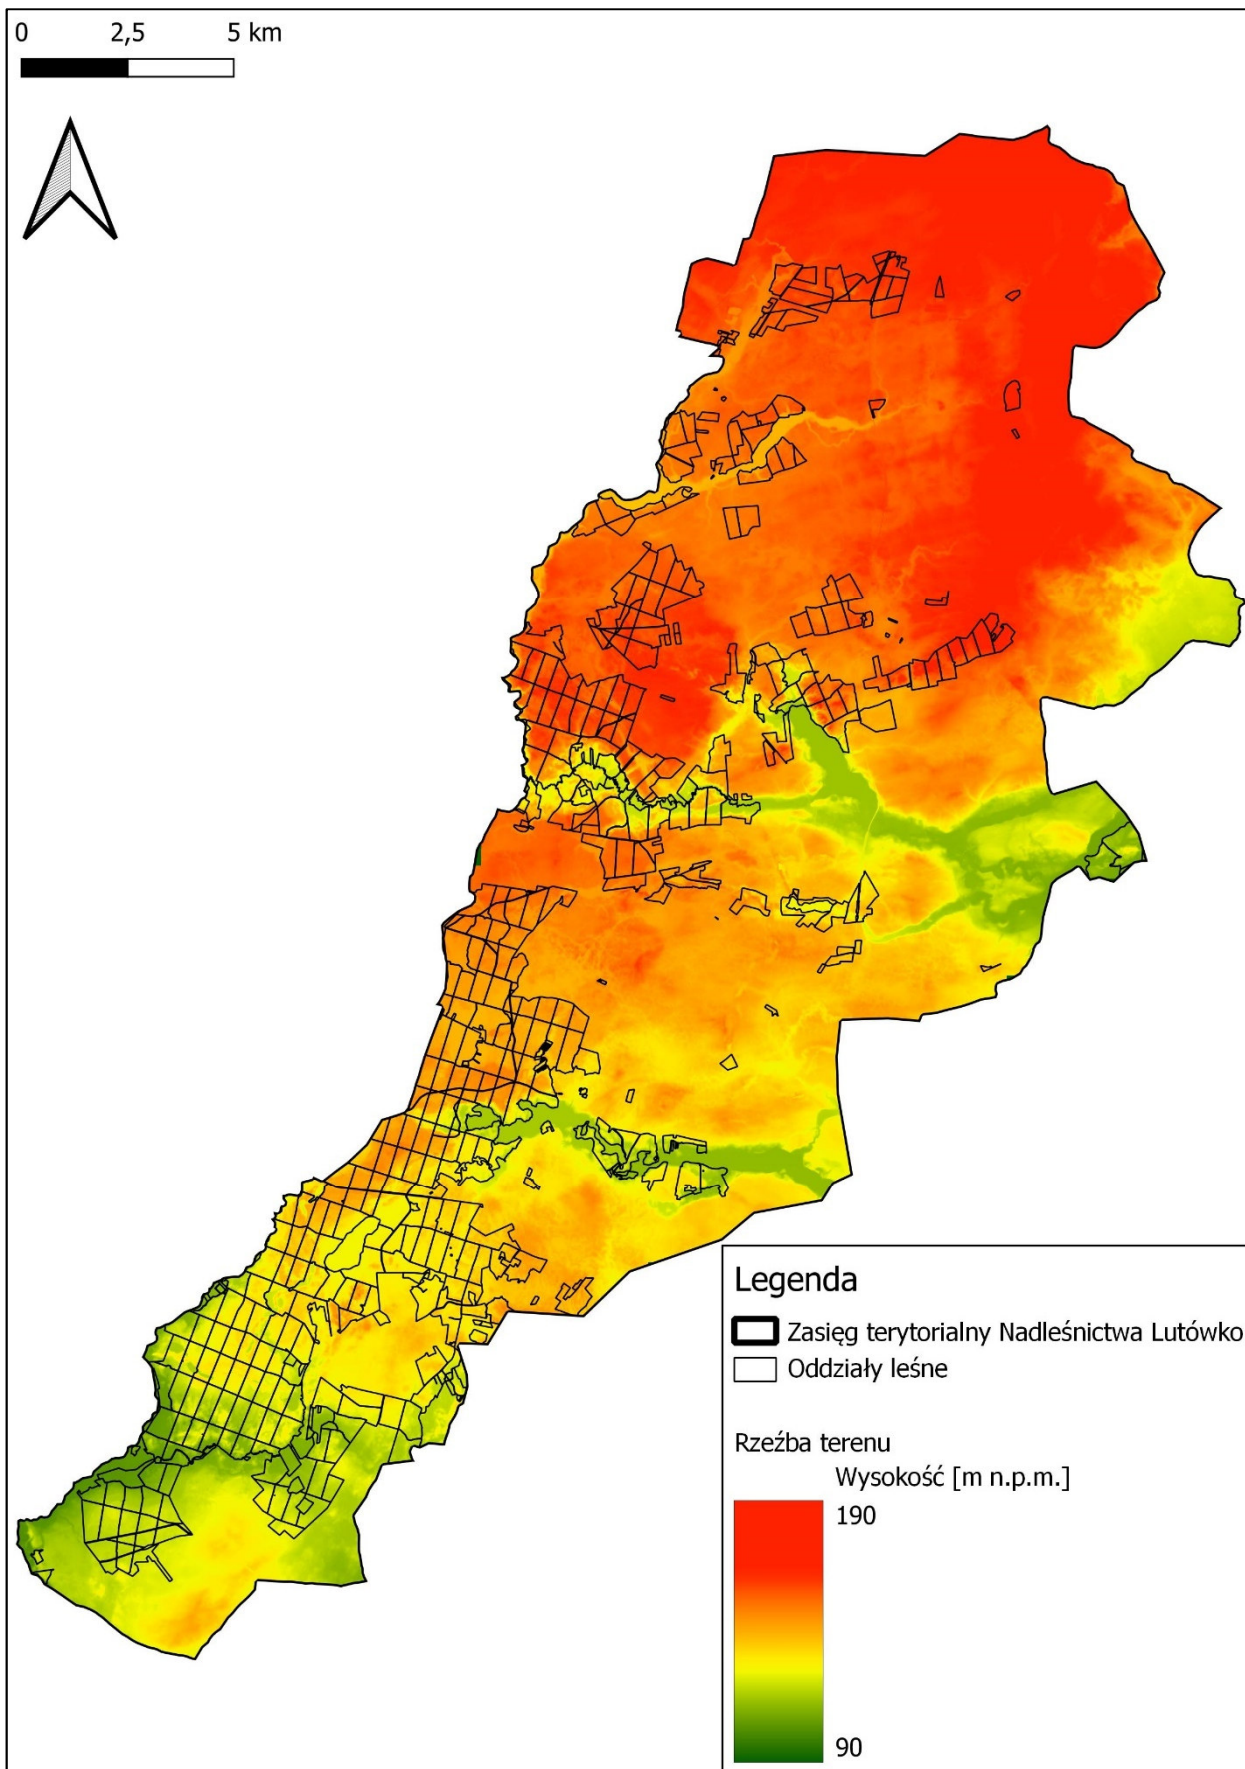 0 2,5 5 km
Legenda
Zasięg terytorialny Nadleśnictwa Lutówko
Oddziały leśne
Rzeźba terenu
Wysokość [m n.p.m.]
190
90